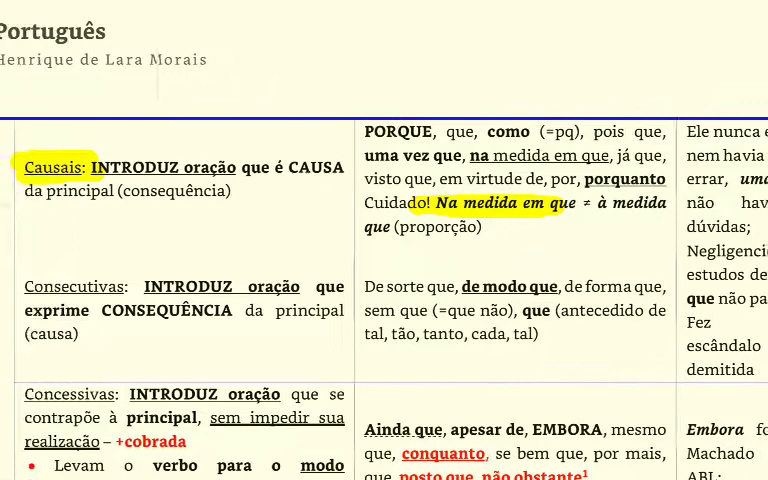 Português
Henrique de Lara Morais
Causais: INTRODUZ oração que é CAUSA
da principal (consequência)
PORQUE, que, como (=pq), pois que,
uma vez que, na medida em que, já que,
visto que, em virtude de, por, porquanto
Cuidado! Na medida em que ≠ à medida
que (proporção)
Ele nunca
nem havia
errar,
não
dúvidas;
estudos de
que não
Fez
escândalo
demitida
Consecutivas: INTRODUZ oração que
exprime CONSEQUÊNCIA da principal
(causa)
De sorte que, de modo que, de forma que,
sem que (=que não), que (antecedido de
tal, tão, tanto, cada, tal)
Concessivas: INTRODUZ oração que se
contrapõe à principal, sem impedir sua
realização – +cobrada
• Levam o verbo para o modo
Ainda que, apesar de, EMBORA, mesmo
que, conquanto, se bem que, por mais,
que, posto que, não obstante¹
Embora
Machado
ABL;